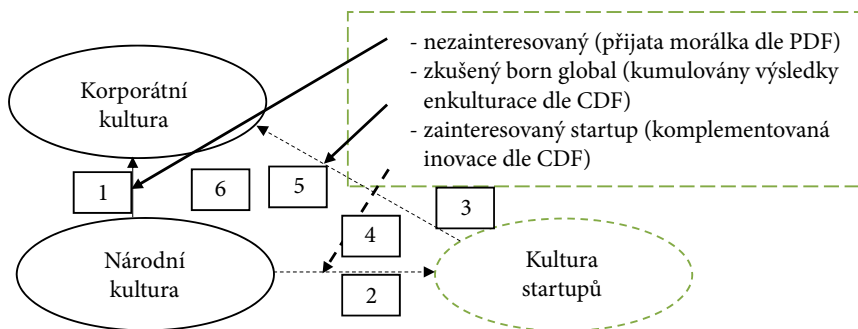 - nezainteresovaný (přijata morálka dle PDF)
- zkušený born global (kumulovány výsledky
enkulturace dle CDF)
- zainteresovaný startup (komplementovaná
inovace dle CDF)
Korporátní
kultura
1
6
5
3
4
Národní
kultura
2
Kultura
startupů